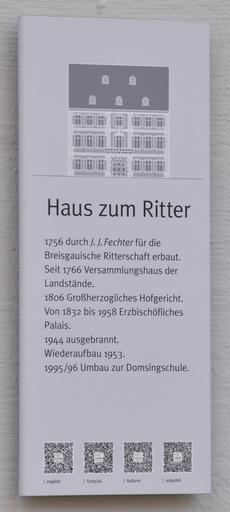 Haus zum Ritter
1756 durch J. J. Fechter für die
Breisgauische Ritterschaft erbaut.
Seit 1766 Versammlungshaus der
Landstände.
1806 Großherzogliches Hofgericht.
Von 1832 bis 1958 Erzbischöfliches
Palais.
1944 ausgebrannt.
Wiederaufbau 1953.
1995/96 Umbau zur Domsingschule.
| english | français | italiano | español